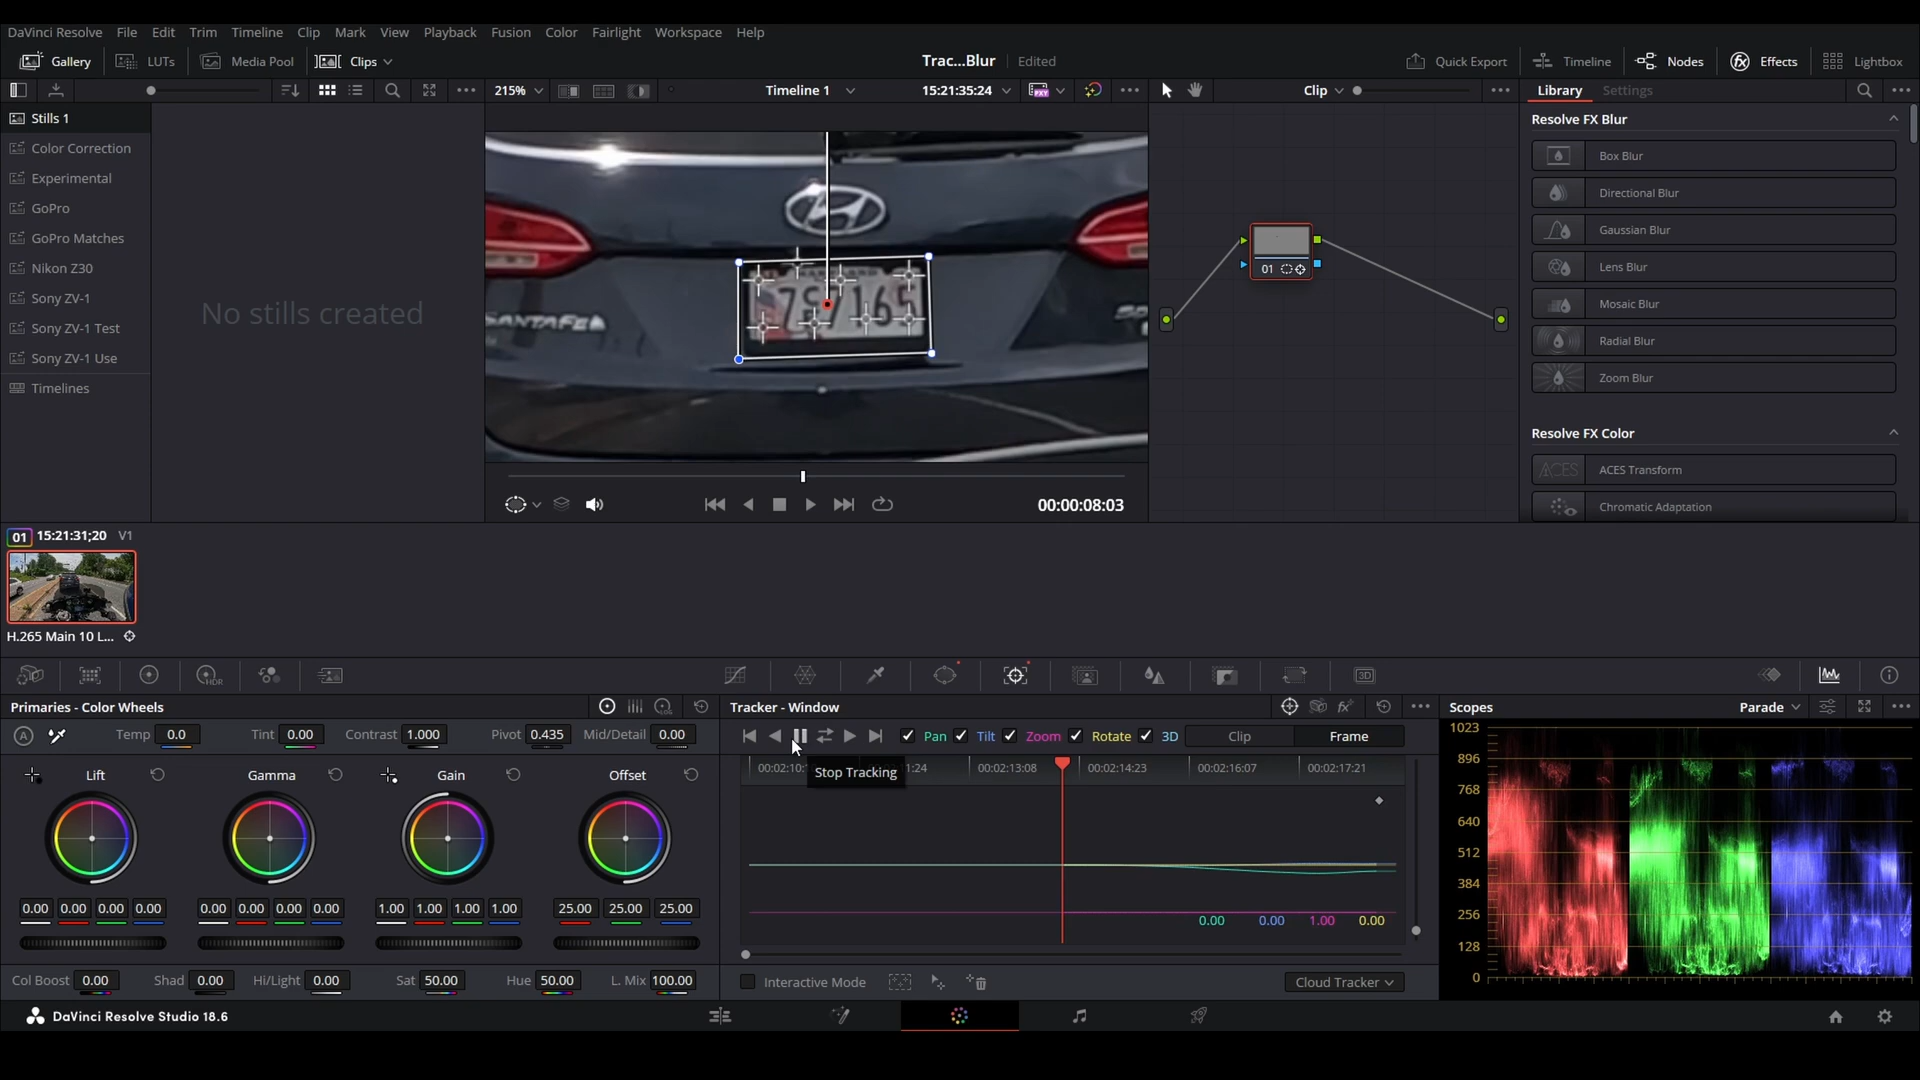 DaVinci Resolve File Edit Trim Timeline Clip Mark View Playback Fusion Color Fairlight Workspace Help
Gallery LUTs Media Pool Clips Trac...Blur Edited Quick Export Timeline Nodes Effects Lightbox
215% Timeline 1 15:21:35:24 PXY Clip Library Settings
Stills 1
Color Correction
Experimental
GoPro
GoPro Matches
Nikon Z30
Sony ZV-1
Sony ZV-1 Test
Sony ZV-1 Use
Timelines
No stills created
SANTAFE
00:00:08:03
01
Resolve FX Blur
Box Blur
Directional Blur
Gaussian Blur
Lens Blur
Mosaic Blur
Radial Blur
Zoom Blur
Resolve FX Color
ACES ACES Transform
Chromatic Adaptation
01 15:21:31;20 V1
H.265 Main 10 L...
HDR 3D
Primaries - Color Wheels
A Temp 0.0 Tint 0.00 Contrast 1.000 Pivot 0.435 Mid/Detail 0.00
Lift Gamma Gain Offset
0.00 0.00 0.00 0.00 0.00 0.00 0.00 0.00 1.00 1.00 1.00 1.00 25.00 25.00 25.00
Col Boost 0.00 Shad 0.00 Hi/Light 0.00 Sat 50.00 Hue 50.00 L. Mix 100.00
Tracker - Window
Pan Tilt Zoom Rotate 3D Clip Frame
00:02:10:1 1:24 00:02:13:08 00:02:14:23 00:02:16:07 00:02:17:21
Stop Tracking
0.00 0.00 1.00 0.00
Interactive Mode Cloud Tracker
Scopes Parade
1023
896
768
640
512
384
256
128
0
DaVinci Resolve Studio 18.6